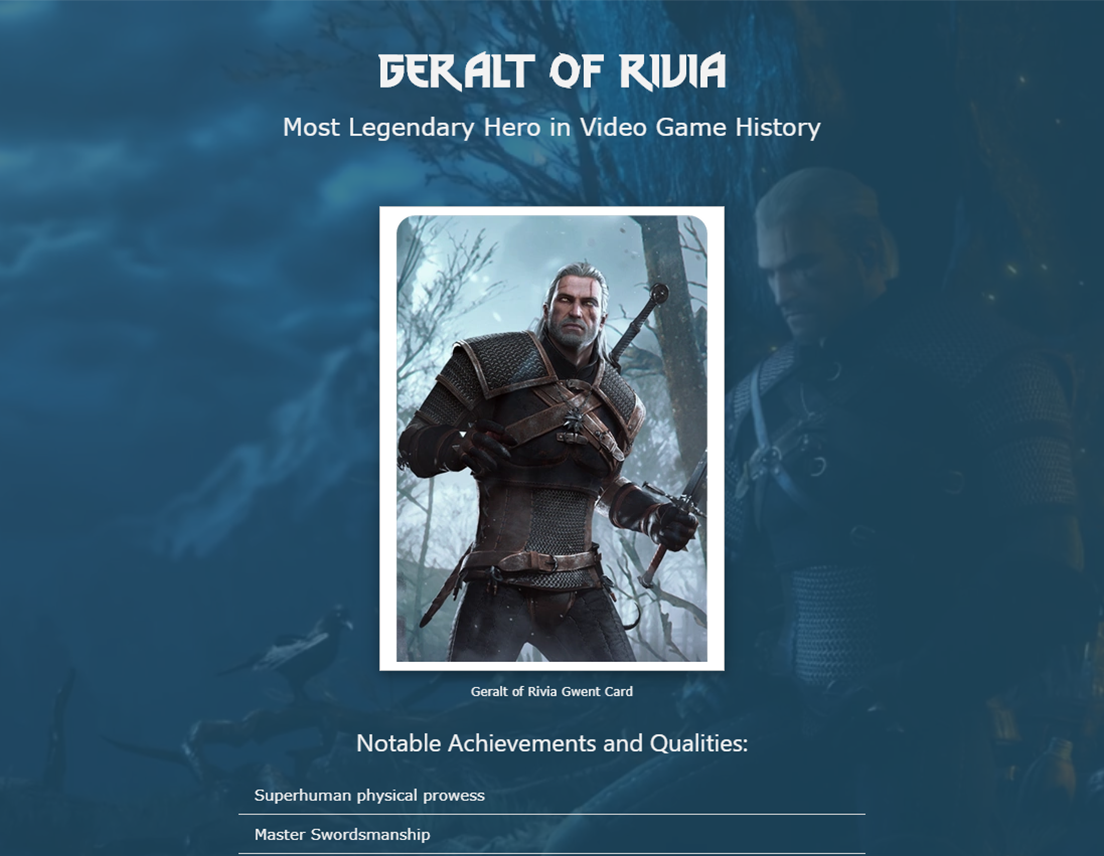 GERALT OF RIVIA
Most Legendary Hero in Video Game History
Geralt of Rivia Gwent Card
Notable Achievements and Qualities:
Superhuman physical prowess
Master Swordsmanship